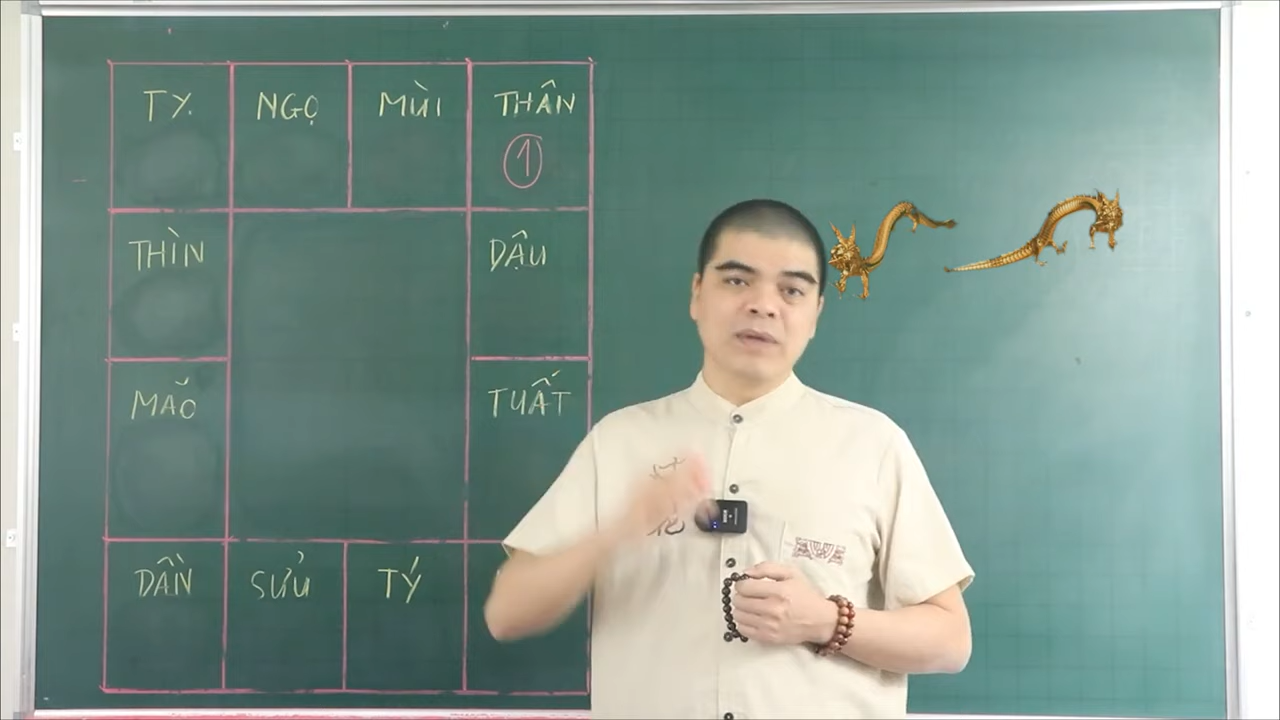 TỴ NGỌ MÙI THÂN
①
THÌN DẬU
MÃO TUẤT
DẦN SỬU TÝ